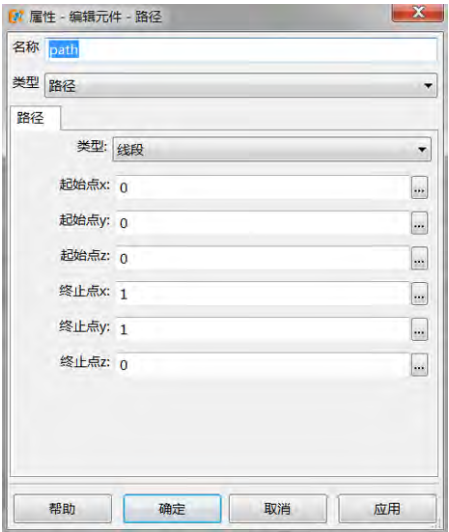 属性 - 编辑元件 - 路径
名称 path
类型 路径
路径
类型: 线段
起始点x: 0 ...
起始点y: 0 ...
起始点z: 0 ...
终止点x: 1 ...
终止点y: 1 ...
终止点z: 0 ...
帮助 确定 取消 应用